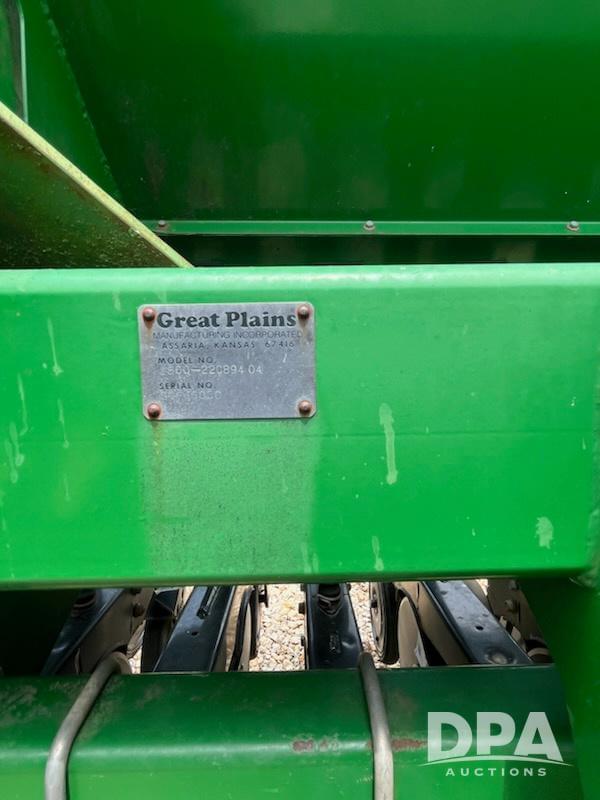 Great Plains
MANUFACTURING INCORPORATED
ASSARIA, KANSAS 67416
MODEL NO.
SERIAL NO.
DPA
AUCTIONS